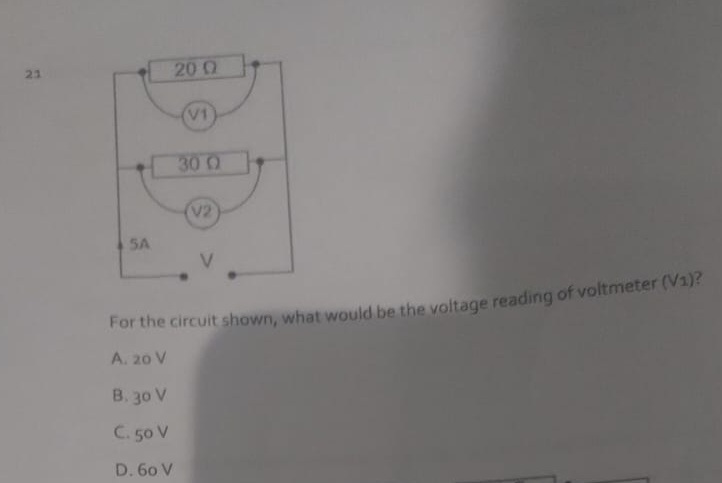 21
20 Ω
V1
30 Ω
V2
5A
V
For the circuit shown, what would be the voltage reading of voltmeter (V1)?
A. 20 V
B. 30 V
C. 50 V
D. 60 V